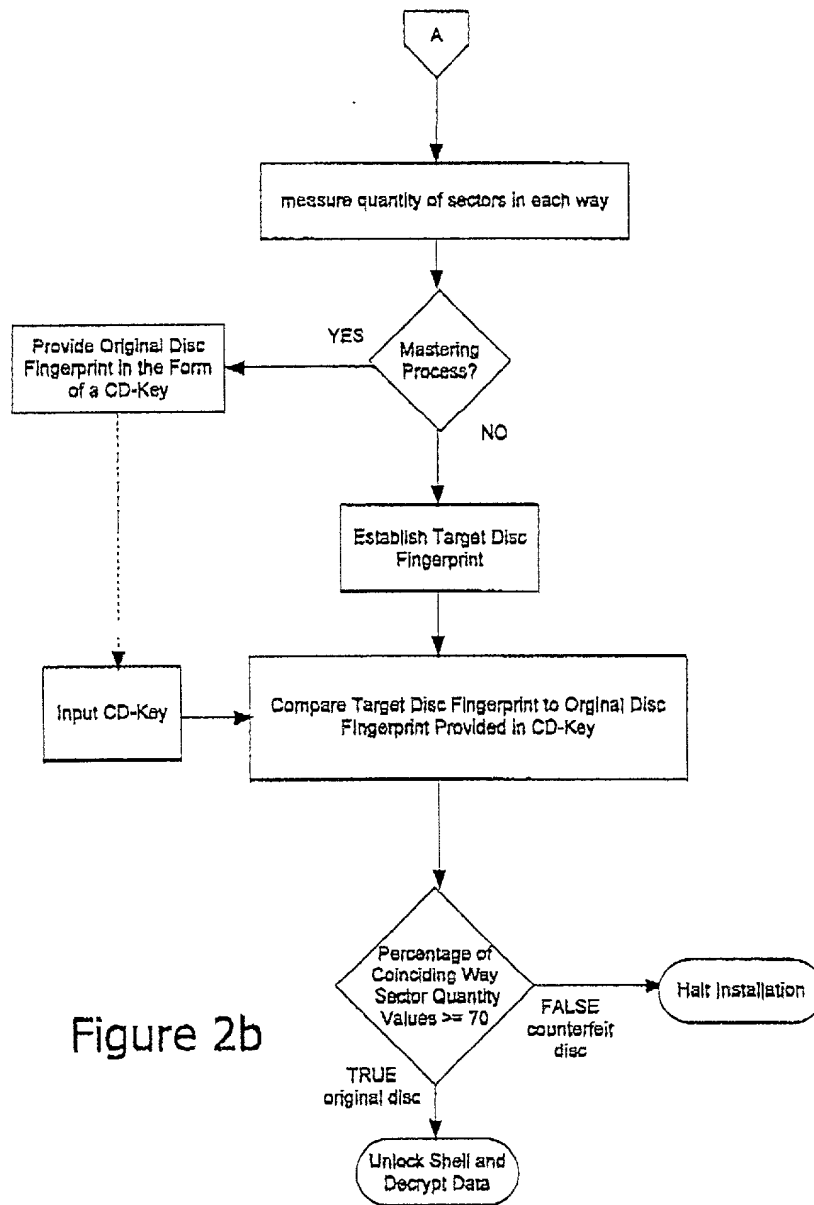 A
measure quantity of sectors in each way
YES
Mastering
Process?
Provide Original Disc
Fingerprint in the Form
of a CD-Key
NO
Establish Target Disc
Fingerprint
Input CD-Key
Compare Target Disc Fingerprint to Orginal Disc
Fingerprint Provided in CD-Key
Percentage of
Coinciding Way
Sector Quantity
Values >= 70
FALSE
counterfeit
disc
Halt Installation
Figure 2b
TRUE
original disc
Unlock Shell and
Decrypt Data